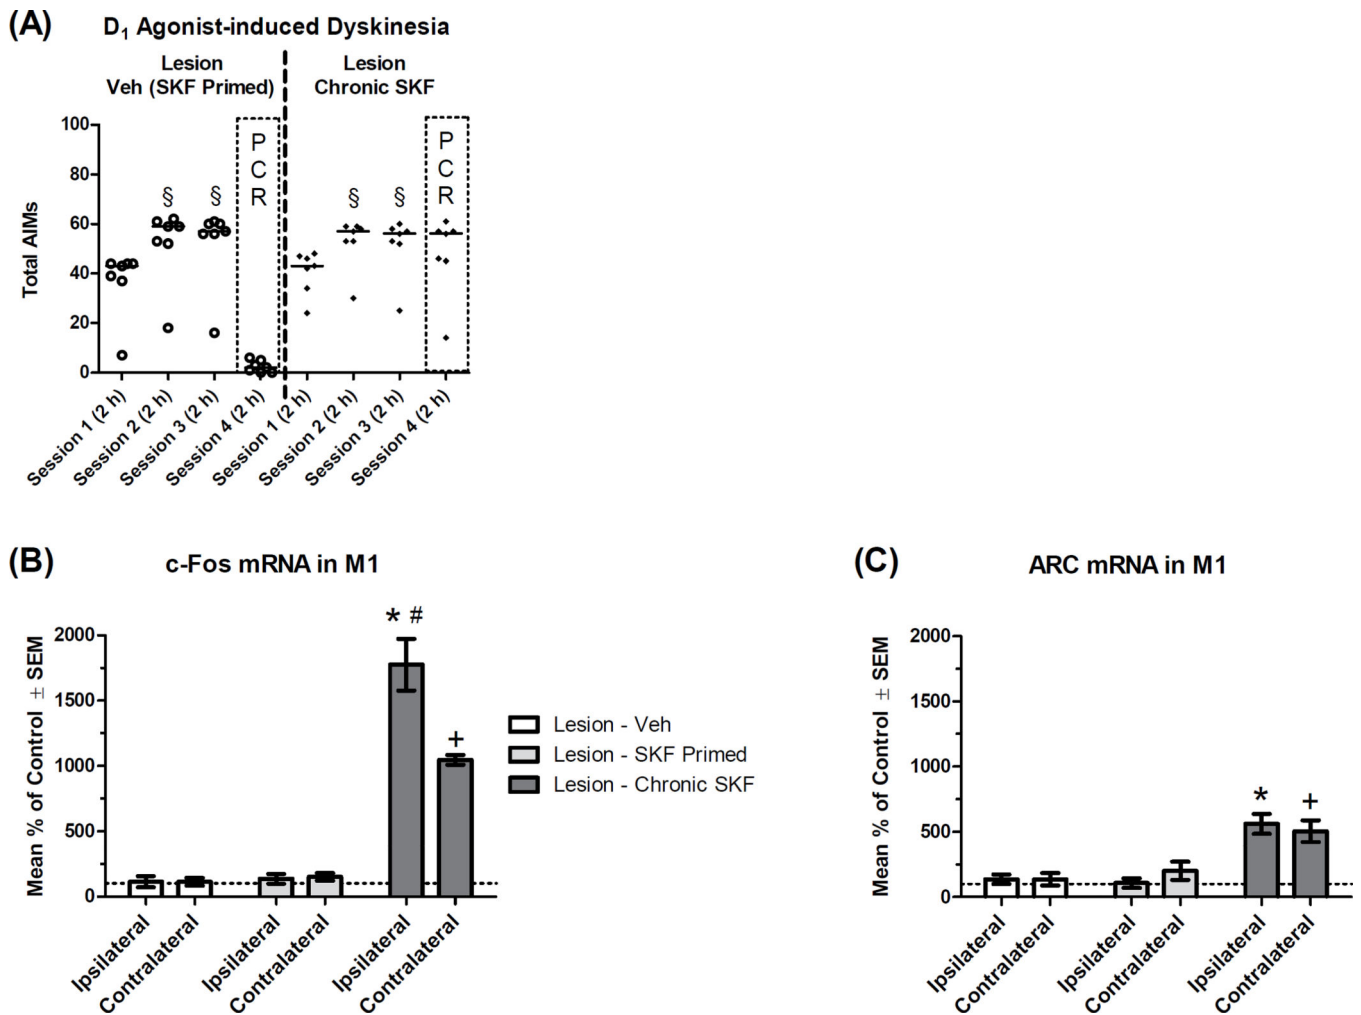 (A)
D1 Agonist-induced Dyskinesia
Lesion
Veh (SKF Primed)
Lesion
Chronic SKF
Total AIMs
100
80
60
40
20
0
§
§
P
C
R
§
§
P
C
R
Session 1 (2 h)
Session 2 (2 h)
Session 3 (2 h)
Session 4 (2 h)
Session 1 (2 h)
Session 2 (2 h)
Session 3 (2 h)
Session 4 (2 h)
(B)
c-Fos mRNA in M1
Mean % of Control ± SEM
2000
1500
1000
500
0
* #
+
Ipsilateral
Contralateral
Ipsilateral
Contralateral
Ipsilateral
Contralateral
Lesion - Veh
Lesion - SKF Primed
Lesion - Chronic SKF
(C)
ARC mRNA in M1
Mean % of Control ± SEM
2000
1500
1000
500
0
*
+
Ipsilateral
Contralateral
Ipsilateral
Contralateral
Ipsilateral
Contralateral